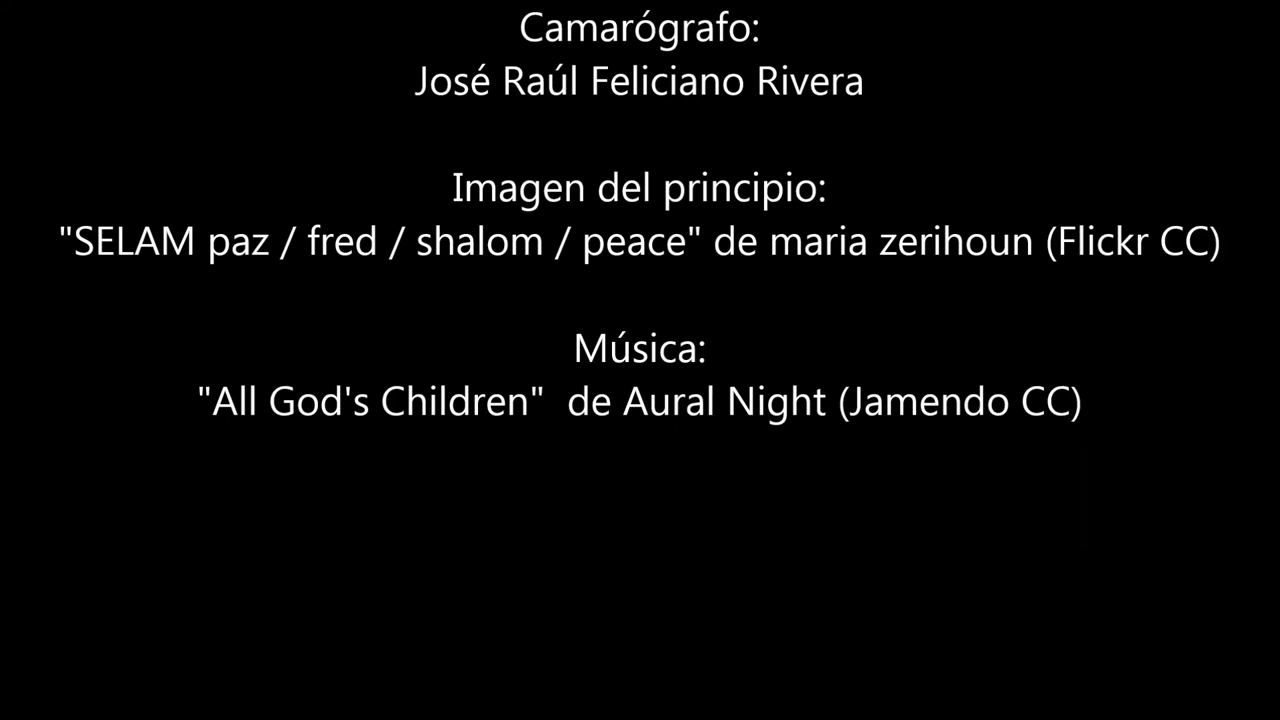 Camarógrafo:
José Raúl Feliciano Rivera
Imagen del principio:
"SELAM paz / fred / shalom / peace" de maria zerihoun (Flickr CC)
Música:
"All God's Children"  de Aural Night (Jamendo CC)